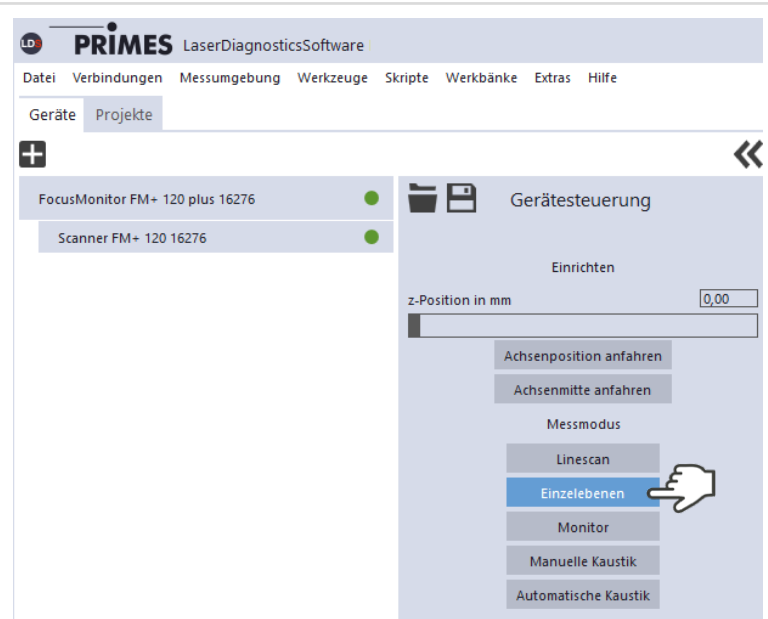 LDS PRIMES LaserDiagnosticsSoftware
Datei Verbindungen Messumgebung Werkzeuge Skripte Werkbänke Extras Hilfe
Geräte Projekte
FocusMonitor FM+ 120 plus 16276
Scanner FM+ 120 16276
Gerätesteuerung
Einrichten
z-Position in mm 0,00
Achsenposition anfahren
Achsenmitte anfahren
Messmodus
Linescan
Einzelebenen
Monitor
Manuelle Kaustik
Automatische Kaustik